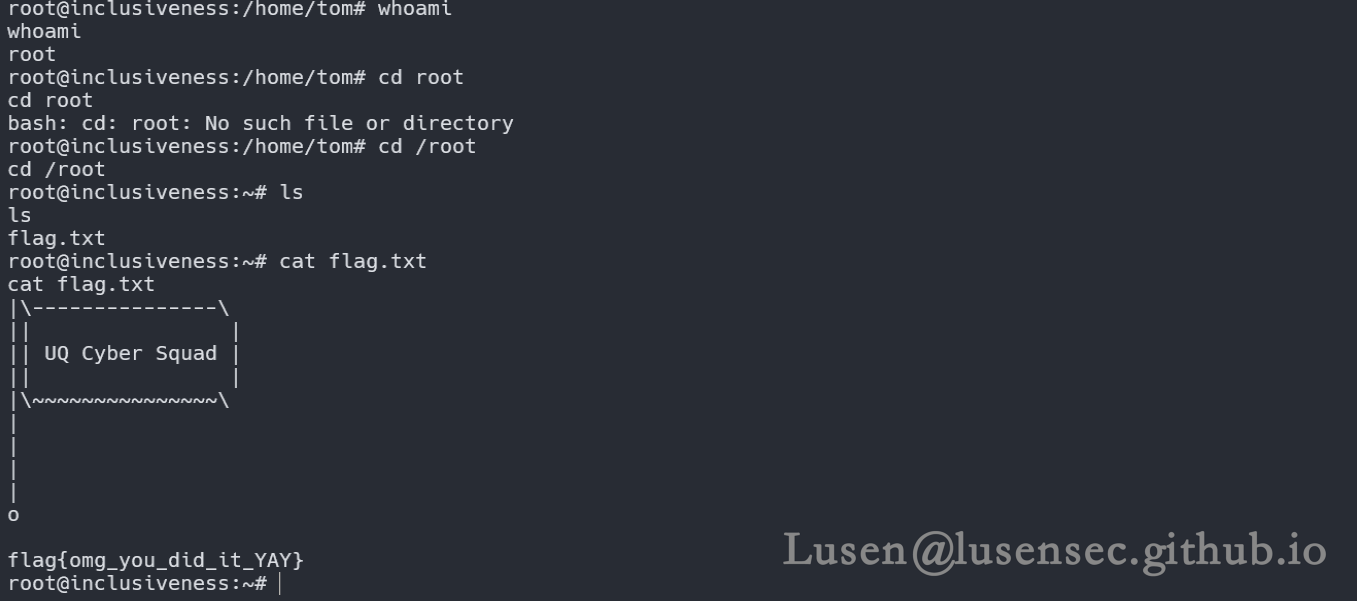 root@inclusiveness:/home/tom# whoami
whoami
root
root@inclusiveness:/home/tom# cd root
cd root
bash: cd: root: No such file or directory
root@inclusiveness:/home/tom# cd /root
cd /root
root@inclusiveness:~# ls
ls
flag.txt
root@inclusiveness:~# cat flag.txt
cat flag.txt
|\---------------\
||                 |
|| UQ Cyber Squad |
||                 |
|\~~~~~~~~~~~~~~~\
|
|
|
|
o
flag{omg_you_did_it_YAY}
root@inclusiveness:~#
Lusen@lusensec.github.io